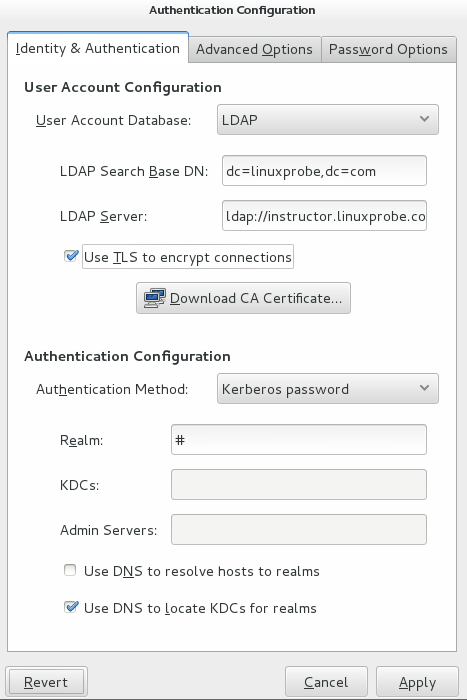 Authentication Configuration
Identity & Authentication
Advanced Options
Password Options
User Account Configuration
User Account Database:
LDAP
LDAP Search Base DN:
dc=linuxprobe,dc=com
LDAP Server:
ldap://instructor.linuxprobe.co
Use TLS to encrypt connections
Download CA Certificate...
Authentication Configuration
Authentication Method:
Kerberos password
Realm:
#
KDCs:
Admin Servers:
Use DNS to resolve hosts to realms
Use DNS to locate KDCs for realms
Revert
Cancel
Apply